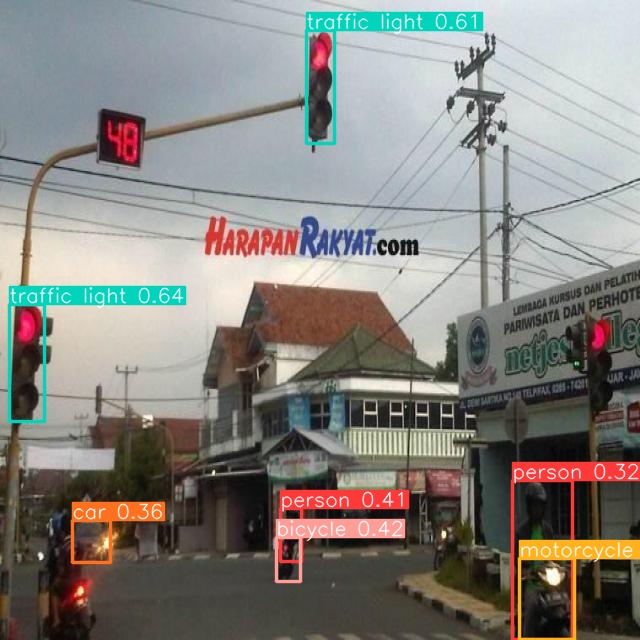 traffic light 0.61
48
HARAPANRAKYAT.com
traffic light 0.64
LEMBAGA KURSUS DAN PELATIH
PARIWISATA DAN PERHOTE
netjes
person 0.32
person 0.41
bicycle 0.42
car 0.36
motorcycle